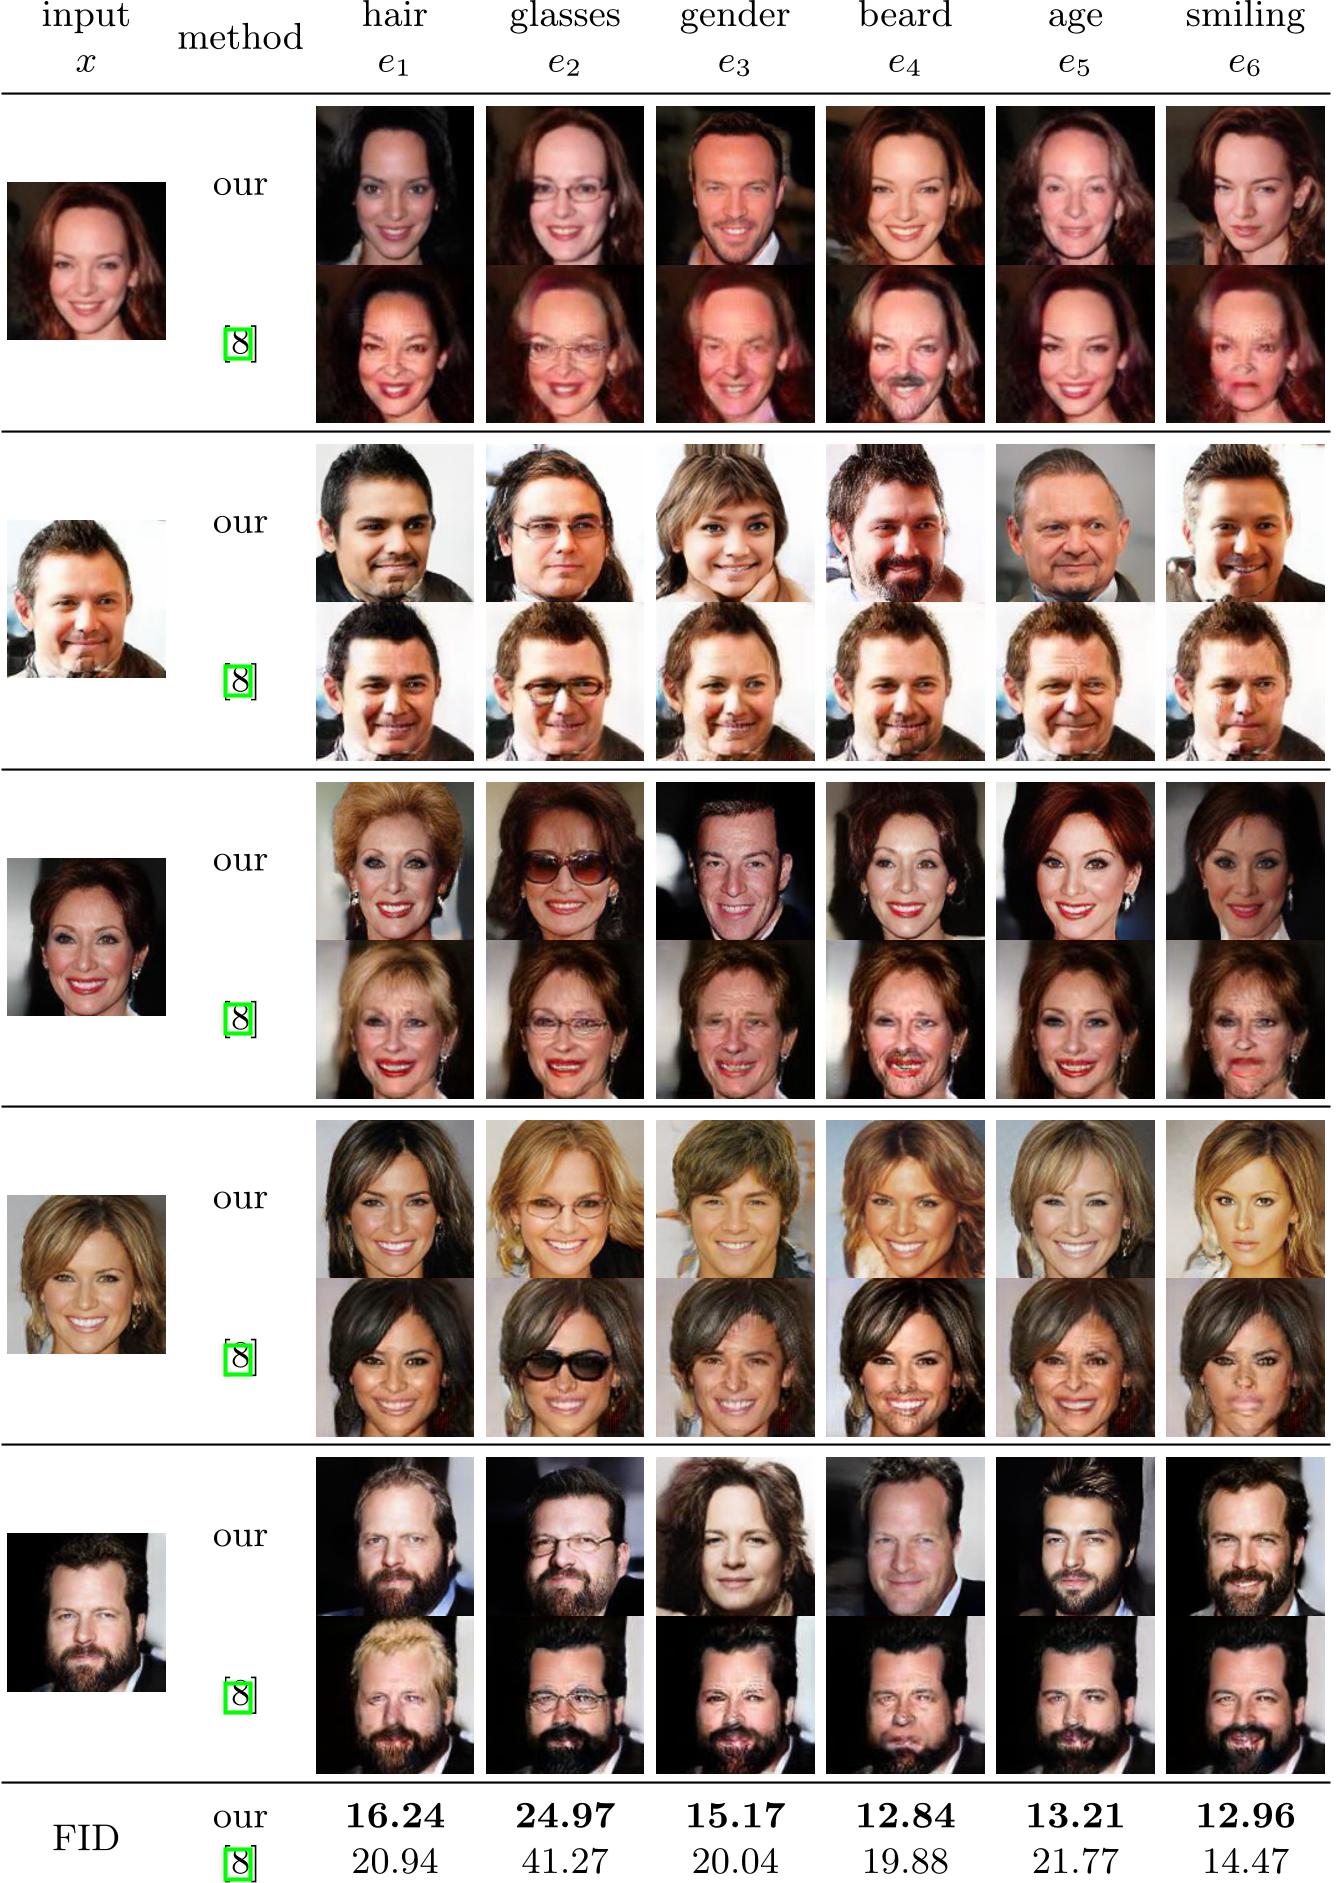 input method hair glasses gender beard age smiling
x e₁ e₂ e₃ e₄ e₅ e₆
our
[8]
our
[8]
our
[8]
our
[8]
our
[8]
FID our 16.24 24.97 15.17 12.84 13.21 12.96
[8] 20.94 41.27 20.04 19.88 21.77 14.47